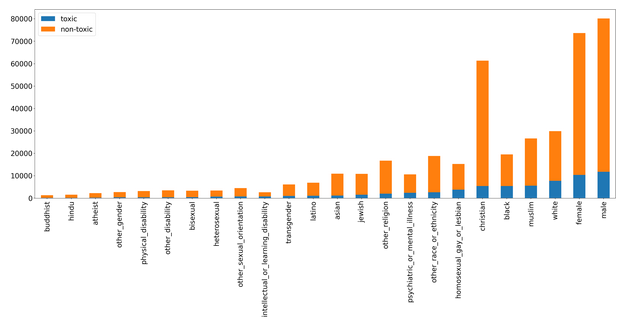 80000
70000
60000
50000
40000
30000
20000
10000
0
toxic
non-toxic
buddhist
hindu
atheist
other_gender
physical_disability
other_disability
bisexual
heterosexual
other_sexual_orientation
intellectual_or_learning_disability
transgender
latino
asian
jewish
other_religion
psychiatric_or_mental_illness
other_race_or_ethnicity
homosexual_gay_or_lesbian
christian
black
muslim
white
female
male